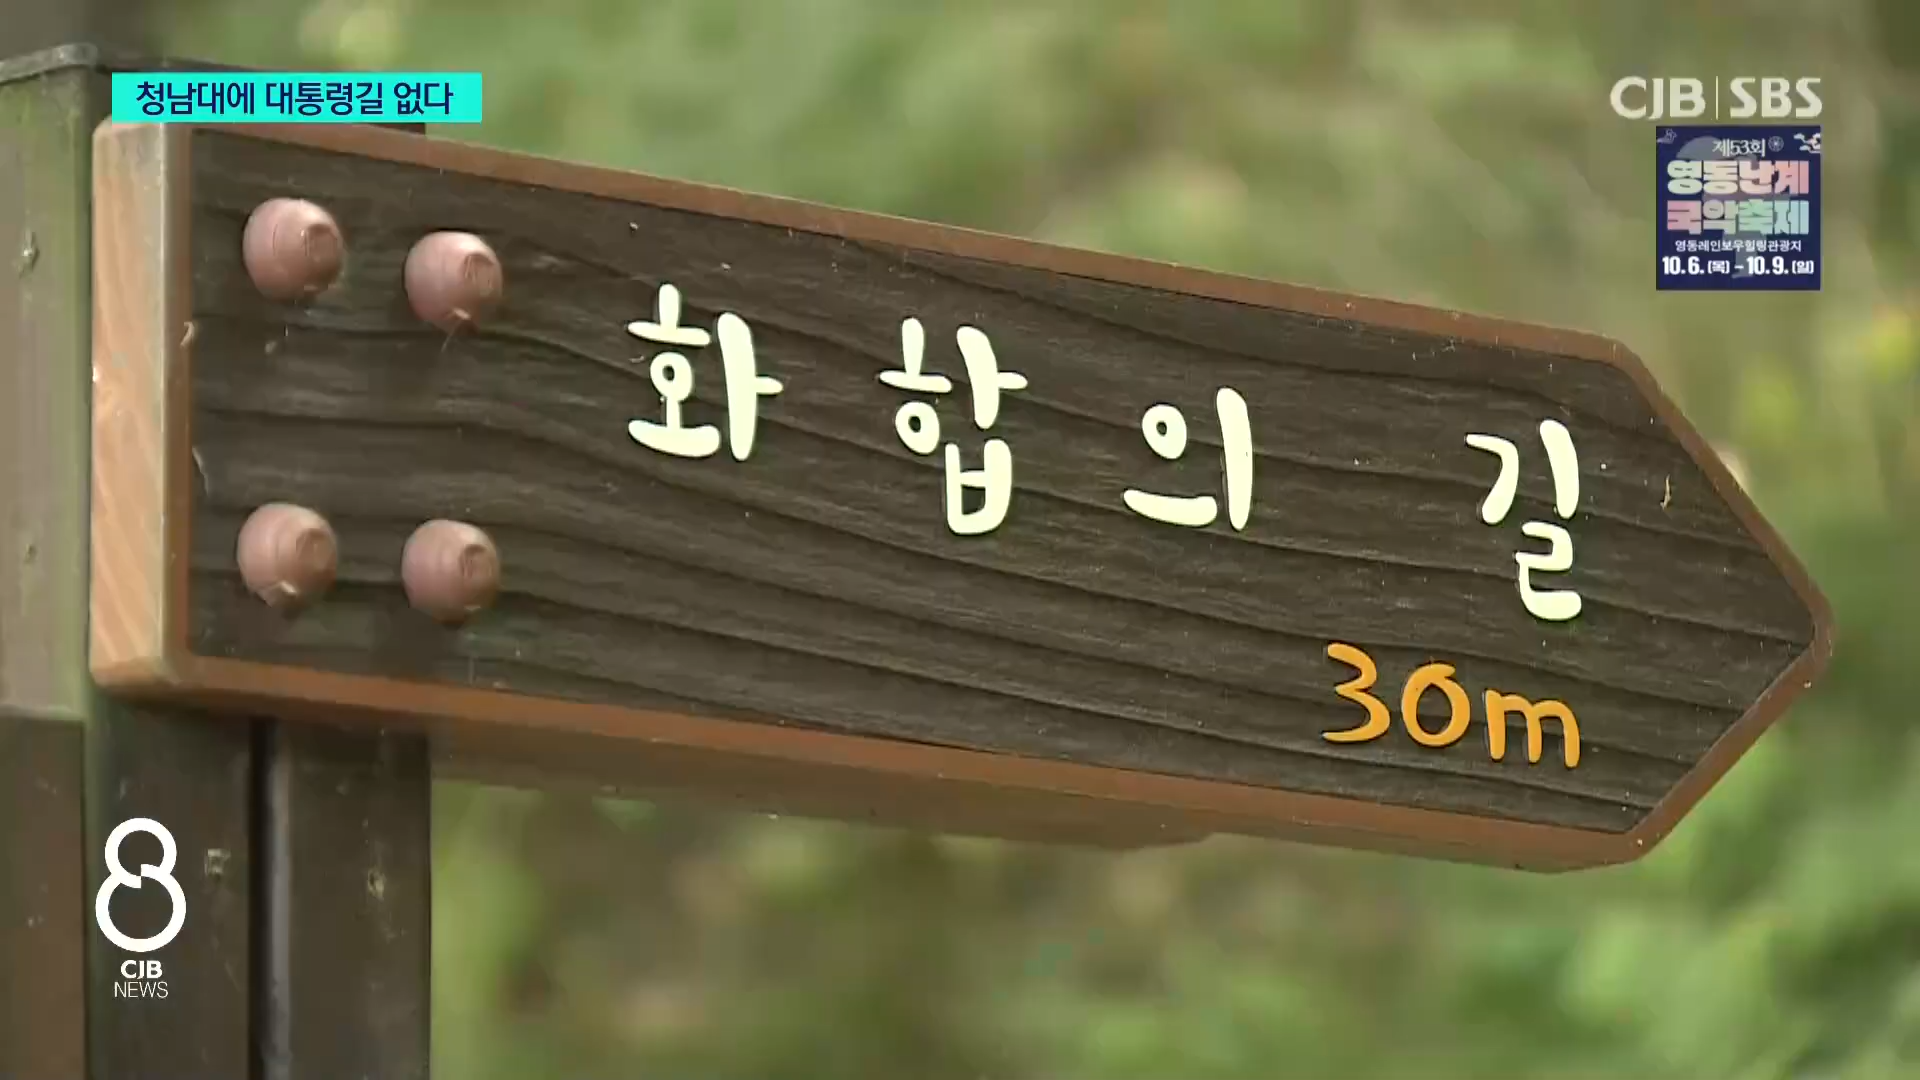 청남대에 대통령길 없다
CJB SBS
제53회
영동난계
국악축제
영동레인보우힐링관광지
10.6.(목) - 10.9.(일)
화합의 길
30m
8
CJB
NEWS